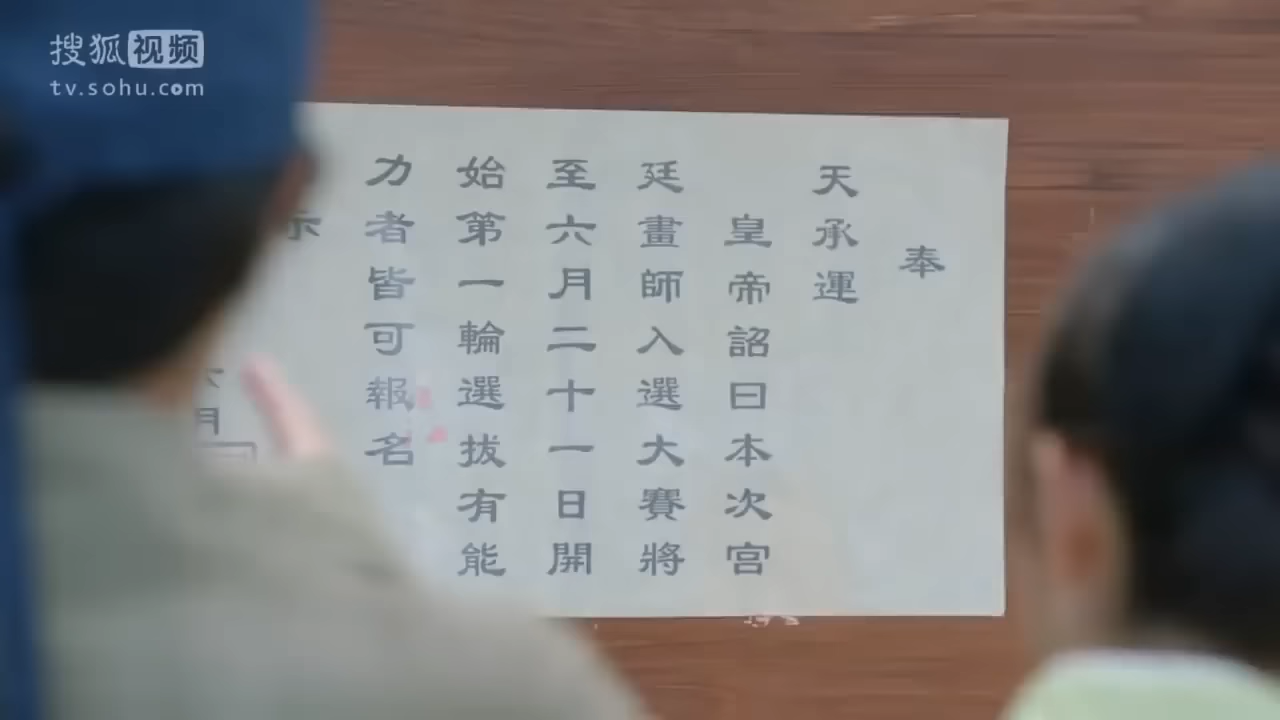 搜狐视频
tv.sohu.com
奉
天承運
皇帝詔曰本次宮
廷畫師入選大賽將
至六月二十一日開
始第一輪選拔有能
力者皆可報名
示
月